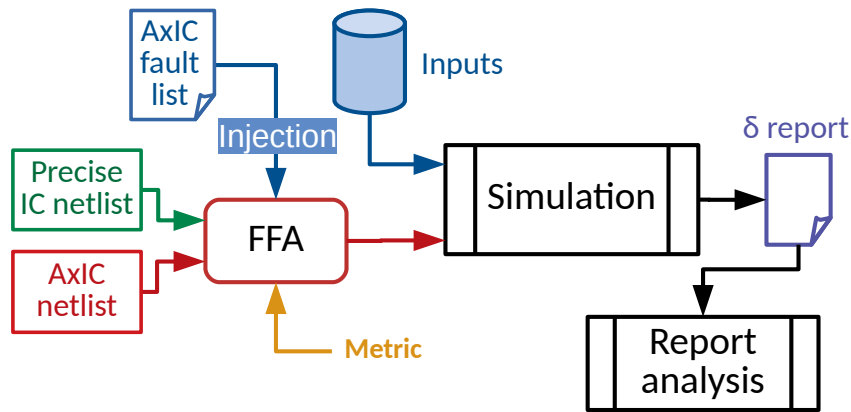 AxIC
fault
list
Inputs
Injection
δ report
Precise
IC netlist
Simulation
FFA
AxIC
netlist
Metric
Report
analysis